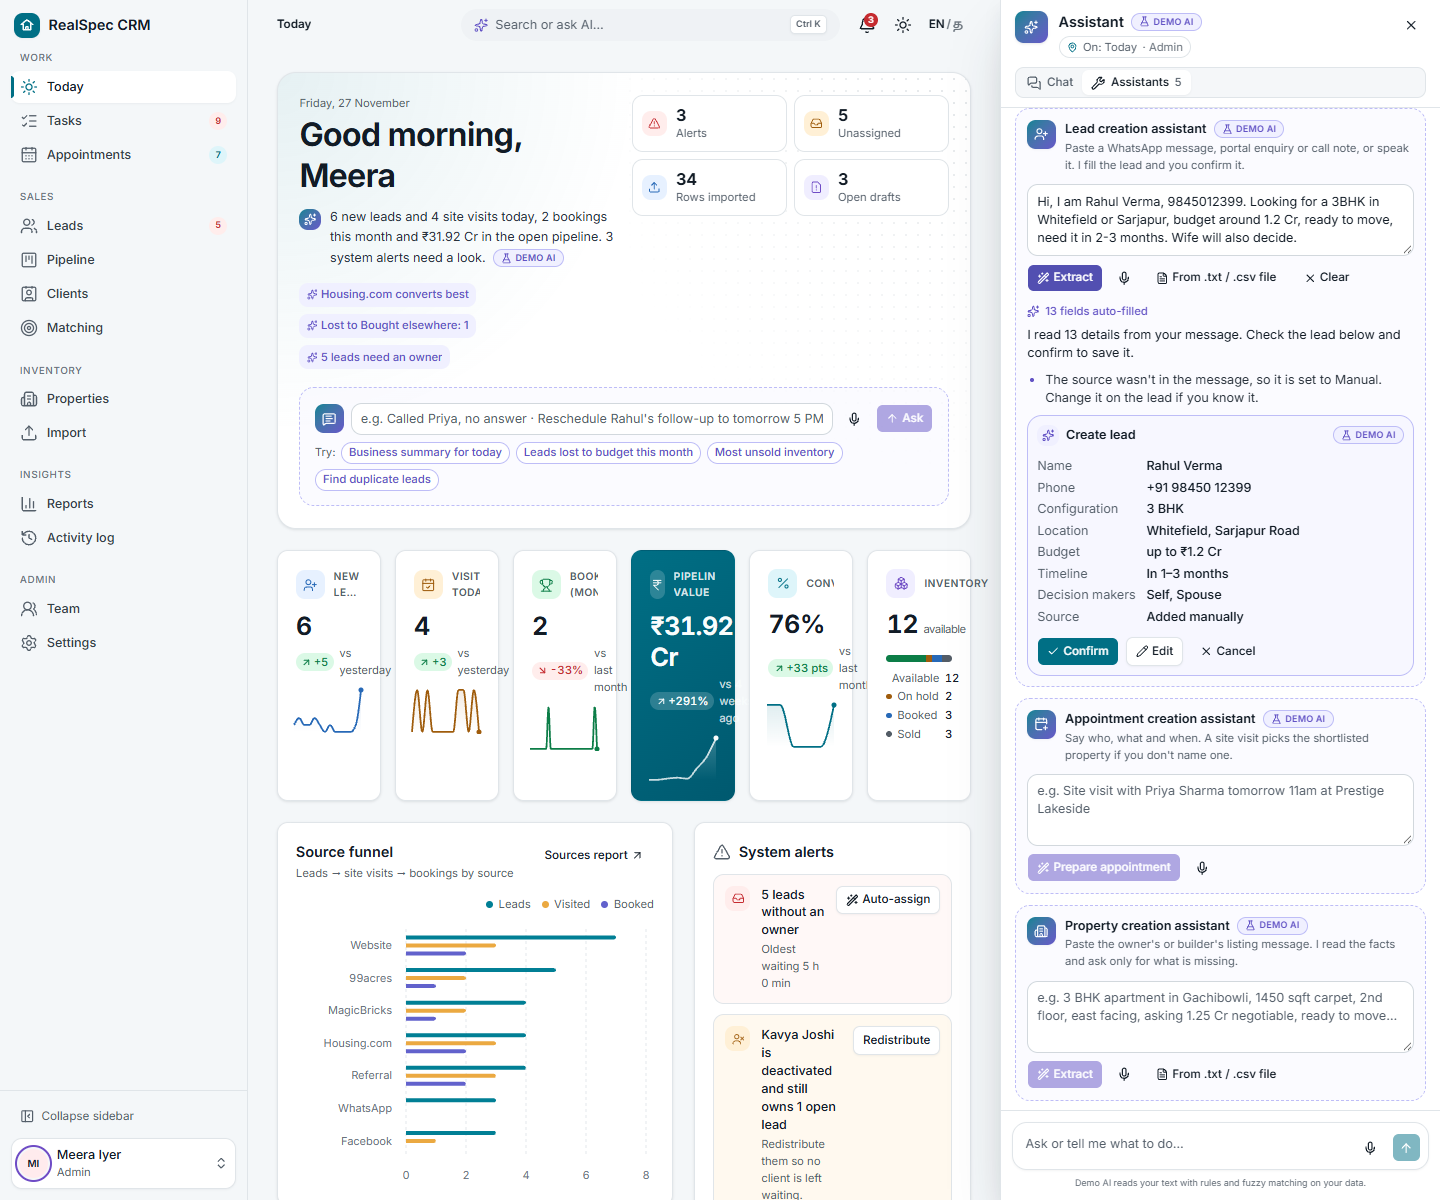 RealSpec CRM
WORK
Today
Tasks
9
Appointments
7
SALES
Leads
5
Pipeline
Clients
Matching
INVENTORY
Properties
Import
INSIGHTS
Reports
Activity log
ADMIN
Team
Settings
Collapse sidebar
MI
Meera Iyer
Admin
Today
Search or ask AI...
Ctrl K
3
EN / த
Friday, 27 November
Good morning,
Meera
6 new leads and 4 site visits today, 2 bookings
this month and ₹31.92 Cr in the open pipeline. 3
system alerts need a look. DEMO AI
Housing.com converts best
Lost to Bought elsewhere: 1
5 leads need an owner
3
Alerts
5
Unassigned
34
Rows imported
3
Open drafts
e.g. Called Priya, no answer · Reschedule Rahul's follow-up to tomorrow 5 PM
Ask
Try: Business summary for today Leads lost to budget this month Most unsold inventory
Find duplicate leads
NEW
LE...
6
+5
vs
yesterday
VISIT
TODA
4
+3
vs
yesterday
BOOK
(MON
2
-33%
vs
last
month
PIPELIN
VALUE
₹31.92
Cr
+291%
vs
week
ago
CONV
76%
+33 pts
vs
last
month
INVENTORY
12 available
Available 12
On hold 2
Booked 3
Sold 3
Source funnel
Sources report
Leads → site visits → bookings by source
Leads Visited Booked
Website
99acres
MagicBricks
Housing.com
Referral
WhatsApp
Facebook
0 2 4 6 8
System alerts
5 leads
without an
owner
Auto-assign
Oldest
waiting 5 h
0 min
Kavya Joshi
is
deactivated
and still
owns 1 open
lead
Redistribute
Redistribute
them so no
client is left
waiting.
Assistant DEMO AI
On: Today · Admin
Chat
Assistants 5
Lead creation assistant DEMO AI
Paste a WhatsApp message, portal enquiry or call note, or speak
it. I fill the lead and you confirm it.
Hi, I am Rahul Verma, 9845012399. Looking for a 3BHK in
Whitefield or Sarjapur, budget around 1.2 Cr, ready to move,
need it in 2-3 months. Wife will also decide.
Extract
From .txt / .csv file
Clear
13 fields auto-filled
I read 13 details from your message. Check the lead below and
confirm to save it.
• The source wasn't in the message, so it is set to Manual.
Change it on the lead if you know it.
Create lead
DEMO AI
Name Rahul Verma
Phone +91 98450 12399
Configuration 3 BHK
Location Whitefield, Sarjapur Road
Budget up to ₹1.2 Cr
Timeline In 1–3 months
Decision makers Self, Spouse
Source Added manually
Confirm
Edit
Cancel
Appointment creation assistant DEMO AI
Say who, what and when. A site visit picks the shortlisted
property if you don't name one.
e.g. Site visit with Priya Sharma tomorrow 11am at Prestige
Lakeside
Prepare appointment
Property creation assistant DEMO AI
Paste the owner's or builder's listing message. I read the facts
and ask only for what is missing.
e.g. 3 BHK apartment in Gachibowli, 1450 sqft carpet, 2nd
floor, east facing, asking 1.25 Cr negotiable, ready to move...
Extract
From .txt / .csv file
Ask or tell me what to do...
Demo AI reads your text with rules and fuzzy matching on your data.